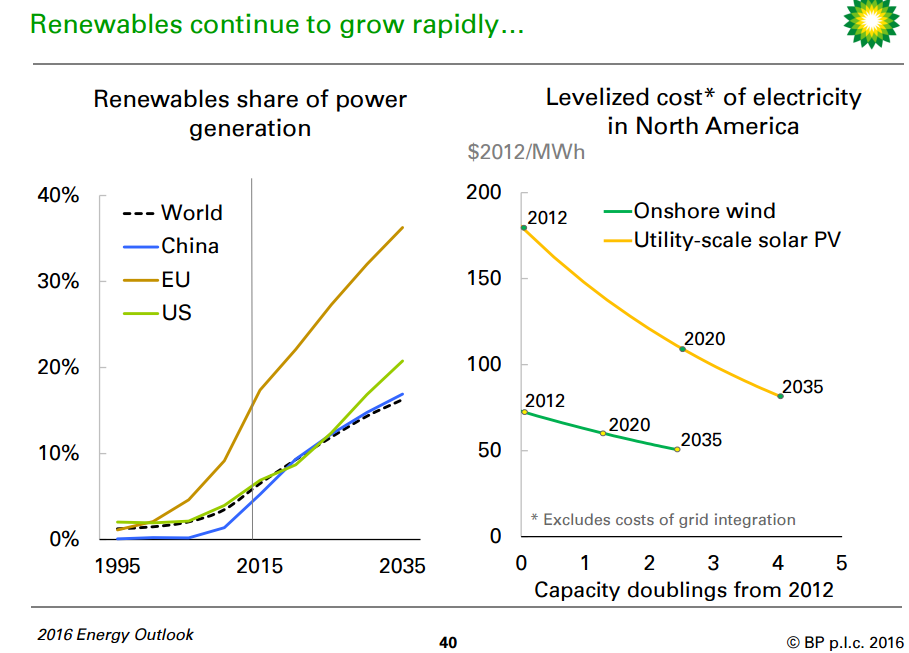 Renewables continue to grow rapidly…
Renewables share of power
generation
40%
30%
20%
10%
0%
World
China
EU
US
1995
2015
2035
Levelized cost* of electricity
in North America
$2012/MWh
200
150
100
50
0
Onshore wind
Utility-scale solar PV
2012
2020
2035
2012
2020
2035
* Excludes costs of grid integration
0
1
2
3
4
5
Capacity doublings from 2012
2016 Energy Outlook
40
© BP p.l.c. 2016